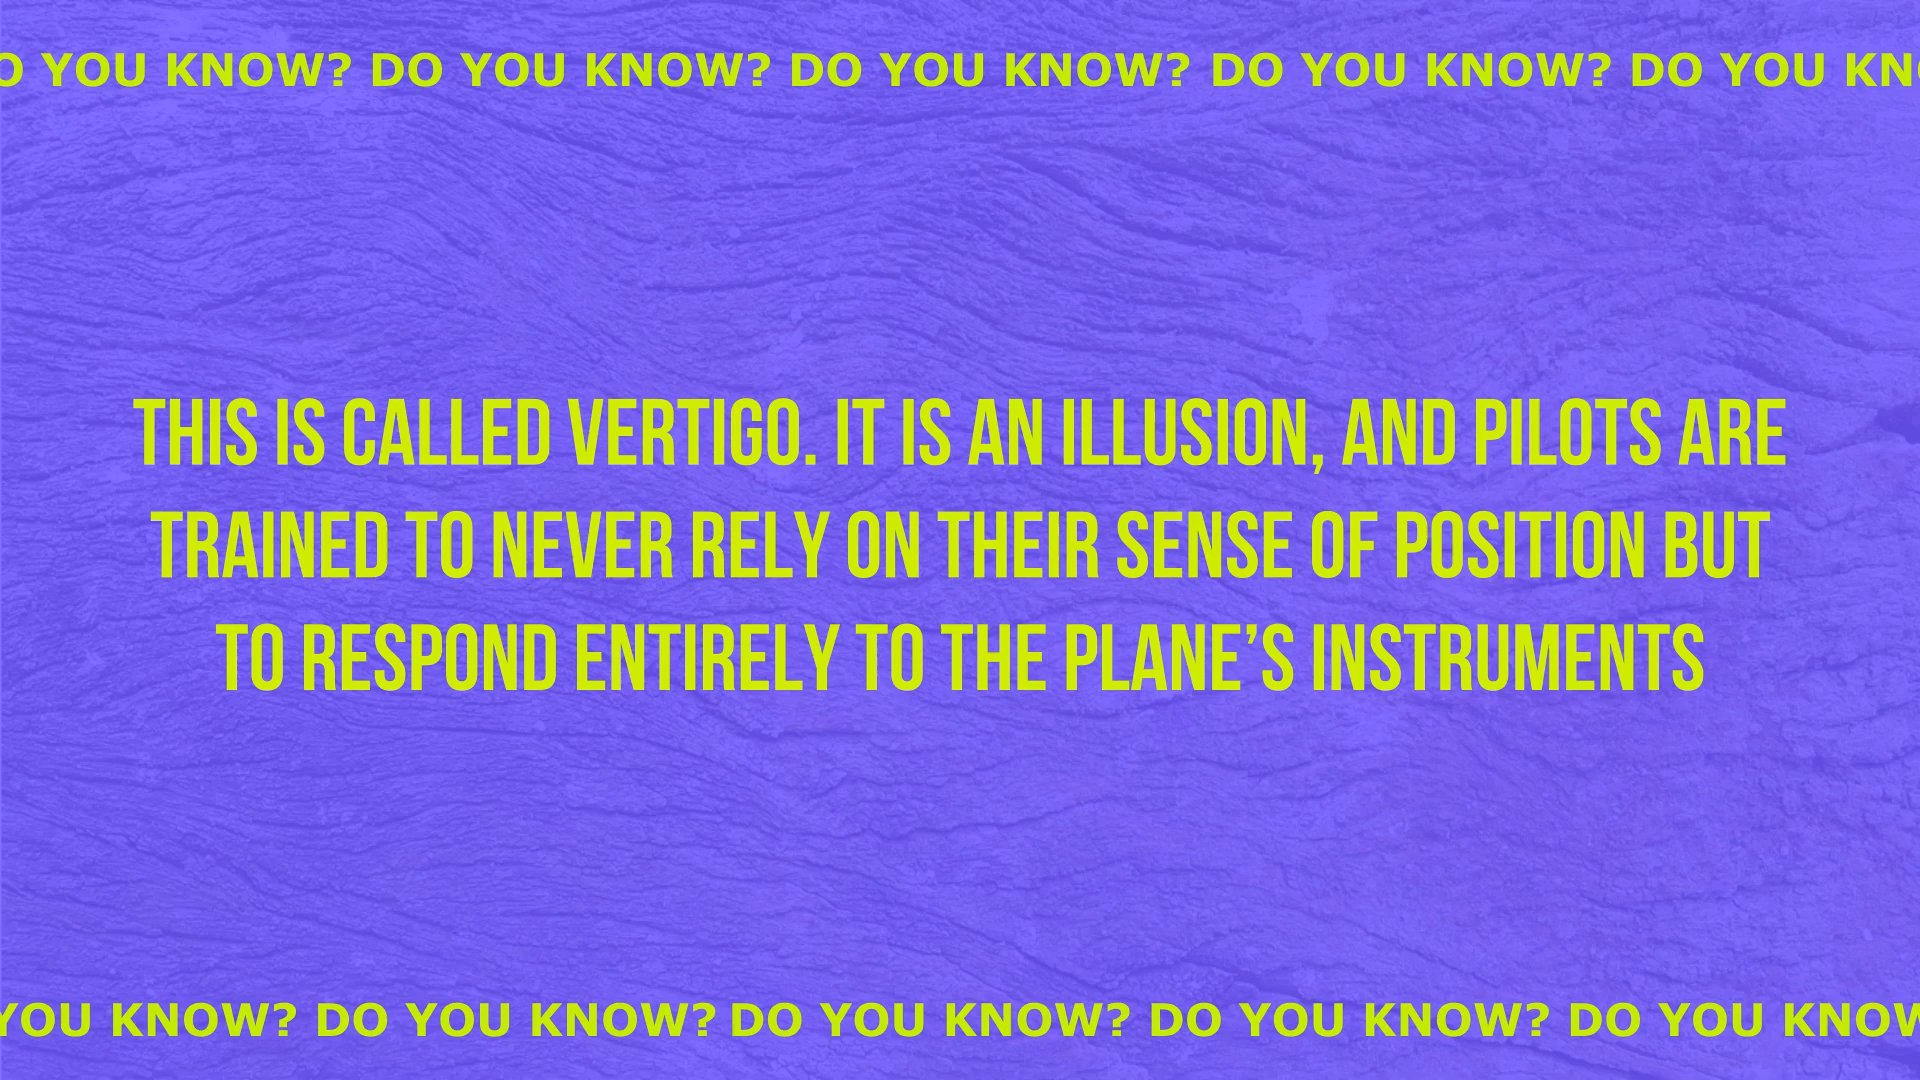 O YOU KNOW? DO YOU KNOW? DO YOU KNOW? DO YOU KNOW? DO YOU KN
THIS IS CALLED VERTIGO. IT IS AN ILLUSION, AND PILOTS ARE
TRAINED TO NEVER RELY ON THEIR SENSE OF POSITION BUT
TO RESPOND ENTIRELY TO THE PLANE’S INSTRUMENTS
YOU KNOW? DO YOU KNOW? DO YOU KNOW? DO YOU KNOW? DO YOU KNOW